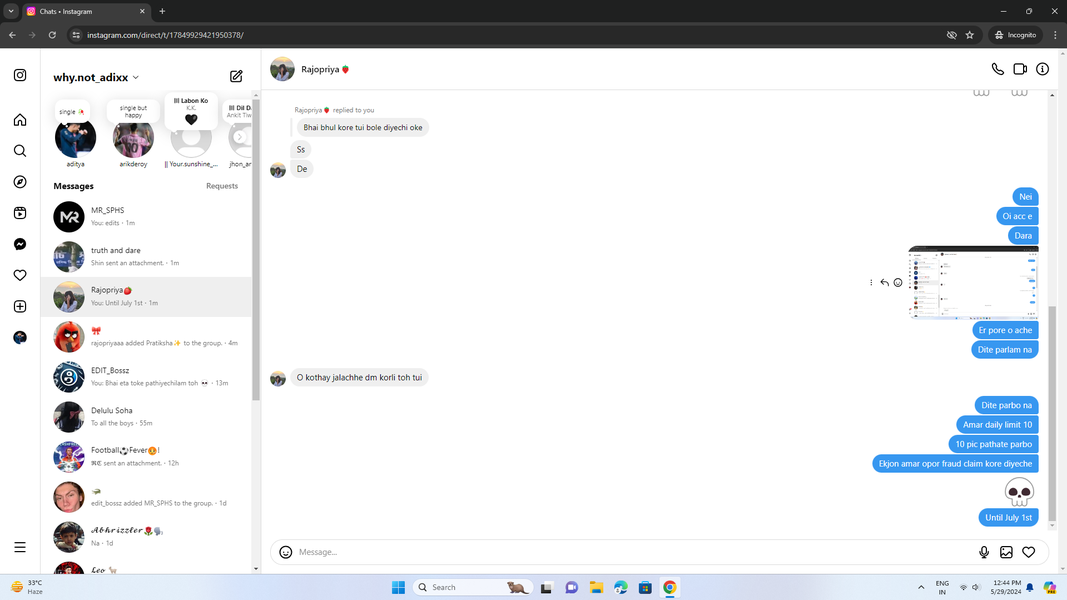 Chats • Instagram
instagram.com/direct/t/17849929421950378/
Incognito
why.not_adixx
single
single but
happy
Labon Ko
K.K.
Dil D
Ankit Tiw
aditya
arikderoy
|| Your.sunshine_...
jhon_ar
Messages
Requests
MR_SPHS
You: edits · 1m
truth and dare
Shin sent an attachment. · 1m
Rajopriya🍓
You: Until July 1st · 1m
🎀
rajopriyaaa added Pratiksha✨ to the group. · 4m
EDIT_Bossz
You: Bhai eta toke pathiyechilam toh 💀 · 13m
Delulu Soha
To all the boys · 55m
Football⚽Fever🥵!
sent an attachment. · 12h
edit_bossz added MR_SPHS to the group. · 1d
𝓐𝓫𝓱𝓻𝓲𝔃𝔃𝓵𝓮𝓻🌹
Na · 1d
𝓛𝓮𝓸
Rajopriya🍓
Rajopriya🍓 replied to you
Bhai bhul kore tui bole diyechi oke
Ss
De
Nei
Oi acc e
Dara
Er pore o ache
Dite parlam na
O kothay jalachhe dm korli toh tui
Dite parbo na
Amar daily limit 10
10 pic pathate parbo
Ekjon amar opor fraud claim kore diyeche
Until July 1st
Message...
33°C
Haze
Search
ENG
IN
12:44 PM
5/29/2024